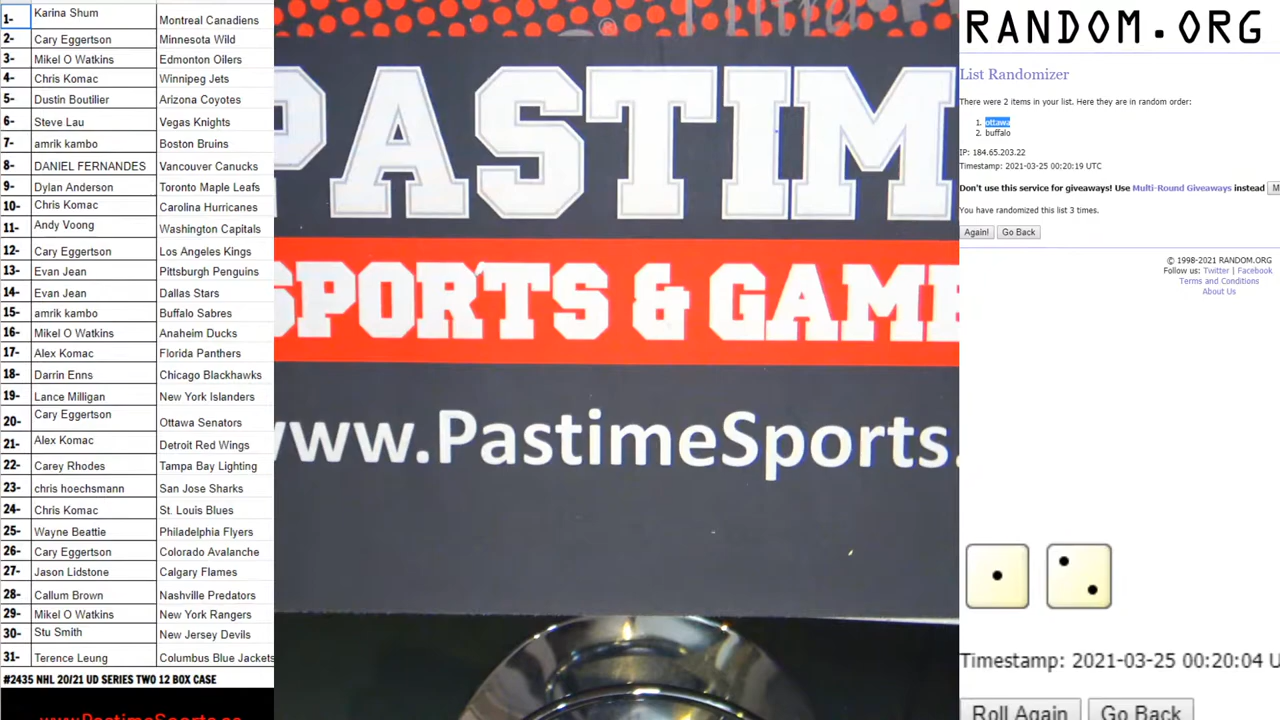 1- Karina Shum Montreal Canadiens
2- Cary Eggertson Minnesota Wild
3- Mikel O Watkins Edmonton Oilers
4- Chris Komac Winnipeg Jets
5- Dustin Boutilier Arizona Coyotes
6- Steve Lau Vegas Knights
7- amrik kambo Boston Bruins
8- DANIEL FERNANDES Vancouver Canucks
9- Dylan Anderson Toronto Maple Leafs
10- Chris Komac Carolina Hurricanes
11- Andy Voong Washington Capitals
12- Cary Eggertson Los Angeles Kings
13- Evan Jean Pittsburgh Penguins
14- Evan Jean Dallas Stars
15- amrik kambo Buffalo Sabres
16- Mikel O Watkins Anaheim Ducks
17- Alex Komac Florida Panthers
18- Darrin Enns Chicago Blackhawks
19- Lance Milligan New York Islanders
20- Cary Eggertson Ottawa Senators
21- Alex Komac Detroit Red Wings
22- Carey Rhodes Tampa Bay Lighting
23- chris hoechsmann San Jose Sharks
24- Chris Komac St. Louis Blues
25- Wayne Beattie Philadelphia Flyers
26- Cary Eggertson Colorado Avalanche
27- Jason Lidstone Calgary Flames
28- Callum Brown Nashville Predators
29- Mikel O Watkins New York Rangers
30- Stu Smith New Jersey Devils
31- Terence Leung Columbus Blue Jackets
#2435 NHL 20/21 UD SERIES TWO 12 BOX CASE
www.PastimeSports.ca
®
PASTIM
SPORTS & GAME
www.PastimeSports.
RANDOM.ORG
List Randomizer
There were 2 items in your list. Here they are in random order:
1. ottawa
2. buffalo
IP: 184.65.203.22
Timestamp: 2021-03-25 00:20:19 UTC
Don't use this service for giveaways! Use Multi-Round Giveaways instead M
You have randomized this list 3 times.
Again! Go Back
© 1998-2021 RANDOM.ORG
Follow us: Twitter | Facebook
Terms and Conditions
About Us
Timestamp: 2021-03-25 00:20:04 U
Roll Again Go Back